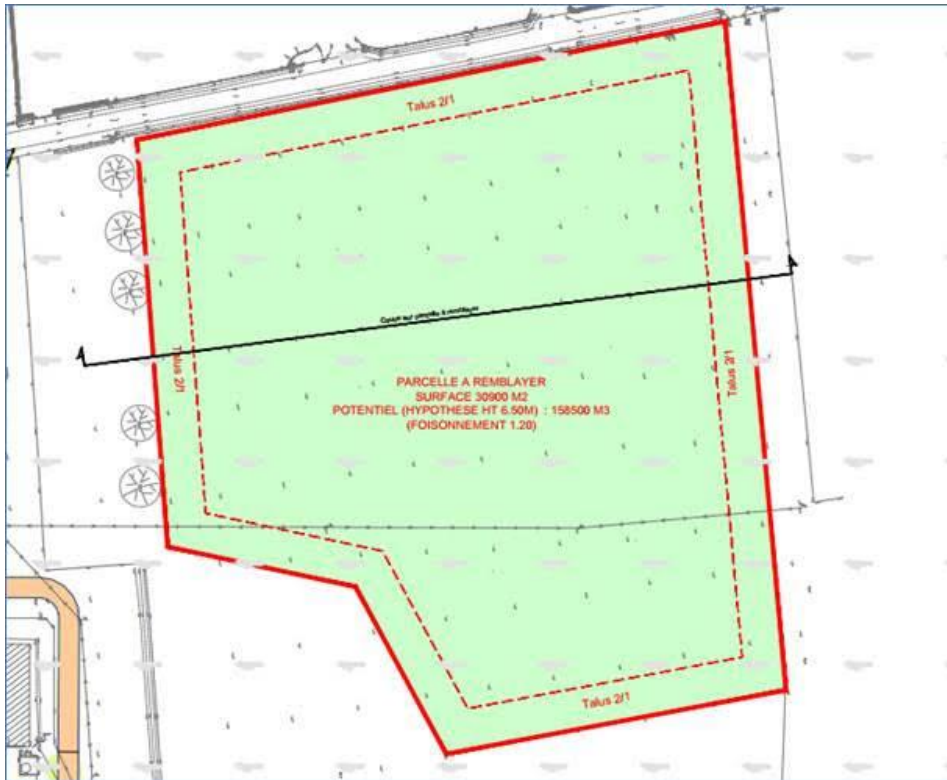 Talus 2/1
Talus 2/1
Talus 2/1
PARCELLE A REMBLAYER
SURFACE 30900 M2
POTENTIEL (HYPOTHESE HT 6.50M) : 158500 M3
(FOISONNEMENT 1.20)
Talus 2/1